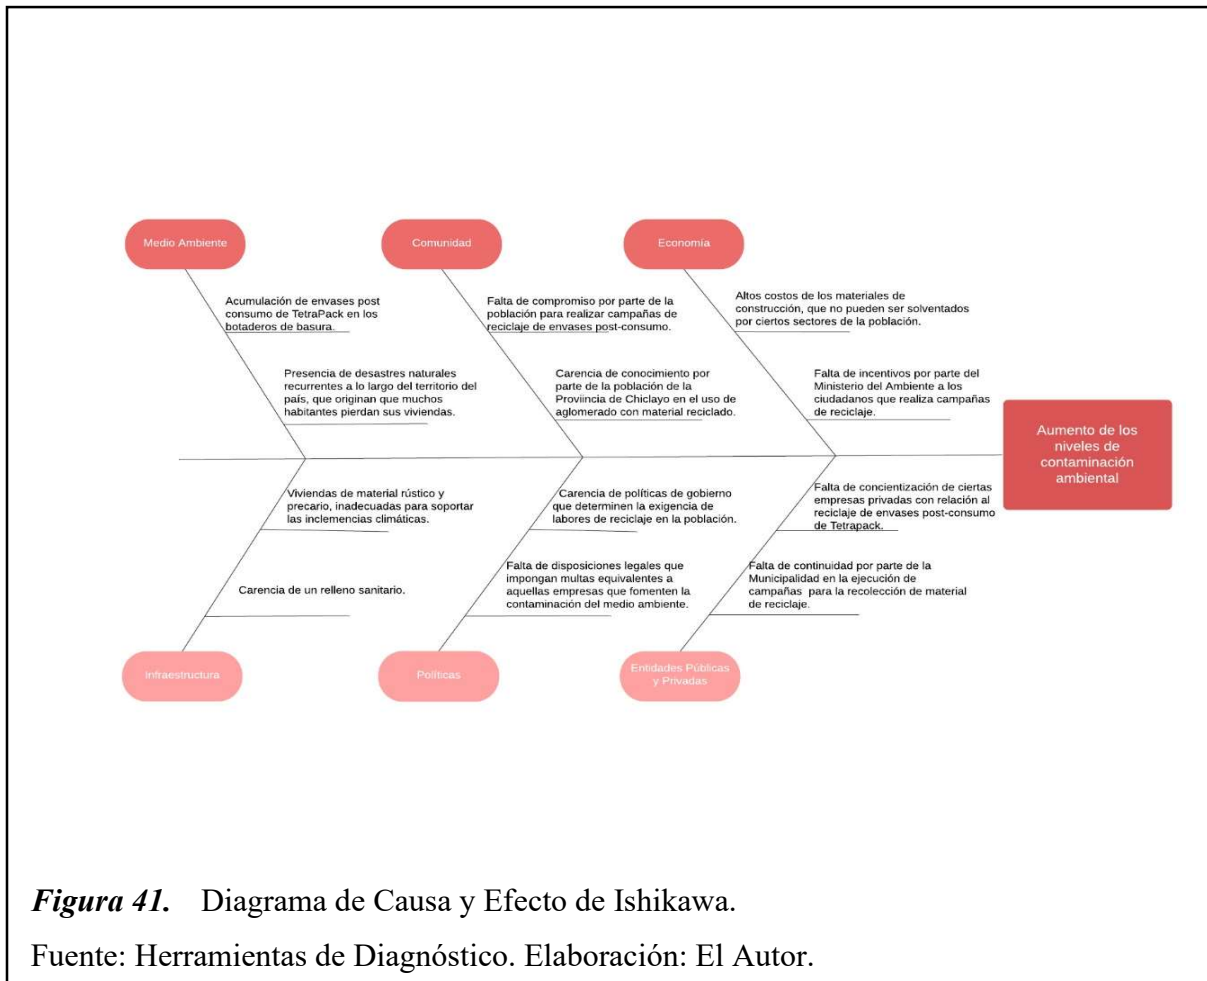 Medio Ambiente
Comunidad
Economía
Acumulación de envases post
consumo de TetraPack en los
botaderos de basura.
Falta de compromiso por parte de la
población para realizar campañas de
reciclaje de envases post-consumo.
Altos costos de los materiales de
construcción, que no pueden ser solventados
por ciertos sectores de la población.
Presencia de desastres naturales
recurrentes a lo largo del territorio del
país, que originan que muchos
habitantes pierdan sus viviendas.
Carencia de conocimiento por
parte de la población de la
Proviincia de Chiclayo en el uso de
aglomerado con material reciclado.
Falta de incentivos por parte del
Ministerio del Ambiente a los
ciudadanos que realiza campañas
de reciclaje.
Aumento de los
niveles de
contaminación
ambiental
Viviendas de material rústico y
precario, inadecuadas para soportar
las inclemencias climáticas.
Carencia de políticas de gobierno
que determinen la exigencia de
labores de reciclaje en la población.
Falta de concientización de ciertas
empresas privadas con relación al
reciclaje de envases post-consumo
de Tetrapack.
Carencia de un relleno sanitario.
Falta de disposiciones legales que
impongan multas equivalentes a
aquellas empresas que fomenten la
contaminación del medio ambiente.
Falta de continuidad por parte de la
Municipalidad en la ejecución de
campañas para la recolección de material
de reciclaje.
Infraestructura
Políticas
Entidades Públicas
y Privadas
Figura 41. Diagrama de Causa y Efecto de Ishikawa.
Fuente: Herramientas de Diagnóstico. Elaboración: El Autor.